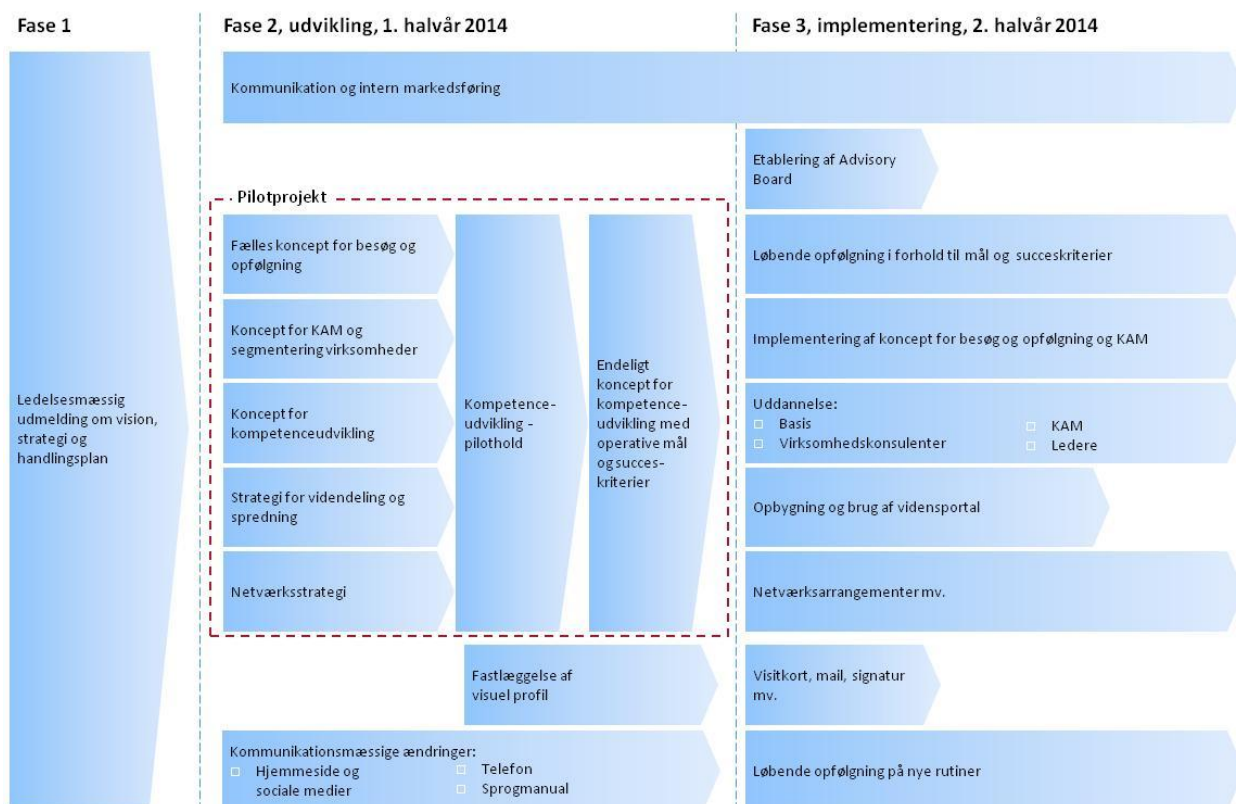 Fase 1
Fase 2, udvikling, 1. halvår 2014
Fase 3, implementering, 2. halvår 2014
Ledelsesmæssig
udmelding om vision,
strategi og
handlingsplan
Kommunikation og intern markedsføring
Pilotprojekt
Fælles koncept for besøg og
opfølgning
Koncept for KAM og
segmentering virksomheder
Koncept for
kompetenceudvikling
Strategi for videndeling og
spredning
Netværksstrategi
Kompetence-
udvikling -
pilothold
Endeligt
koncept for
kompetence-
udvikling med
operative mål
og succes-
kriterier
Fastlæggelse af
visuel profil
Kommunikationsmæssige ændringer:
Hjemmeside og
sociale medier
Telefon
Sprogmanual
Etablering af Advisory
Board
Løbende opfølgning i forhold til mål og succeskriterier
Implementering af koncept for besøg og opfølgning og KAM
Uddannelse:
Basis
Virksomhedskonsulenter
KAM
Ledere
Opbygning og brug af vidensportal
Netværksarrangementer mv.
Visitkort, mail, signatur
mv.
Løbende opfølgning på nye rutiner